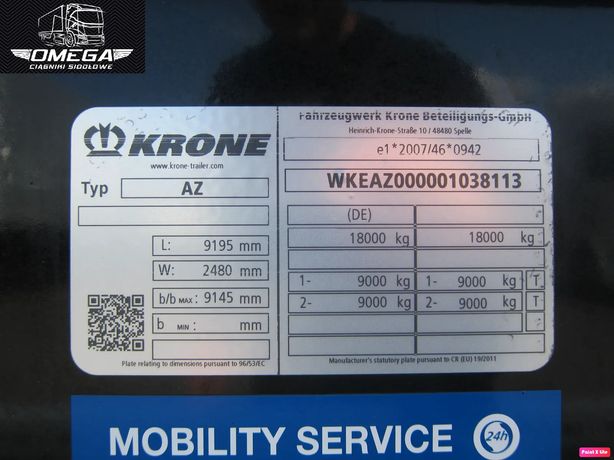 OMEGA
CIĄGNIKI SIODŁOWE
KRONE
www.krone-trailer.com
Typ AZ
L: 9195 mm
W: 2480 mm
b/b MAX: 9145 mm
b MIN: mm
Plate relating to dimensions pursuant to 96/53/EC
Fahrzeugwerk Krone Beteiligungs-GmbH
Heinrich-Krone-Straße 10 / 48480 Spelle
e1*2007/46*0942
WKEAZ000001038113
(DE)
18000 kg 18000 kg
1- 9000 kg 1- 9000 kg T
2- 9000 kg 2- 9000 kg T
Manufacturer's statutory plate pursuant to CR (EU) 19/2011
MOBILITY SERVICE 24h
Paint X Lite